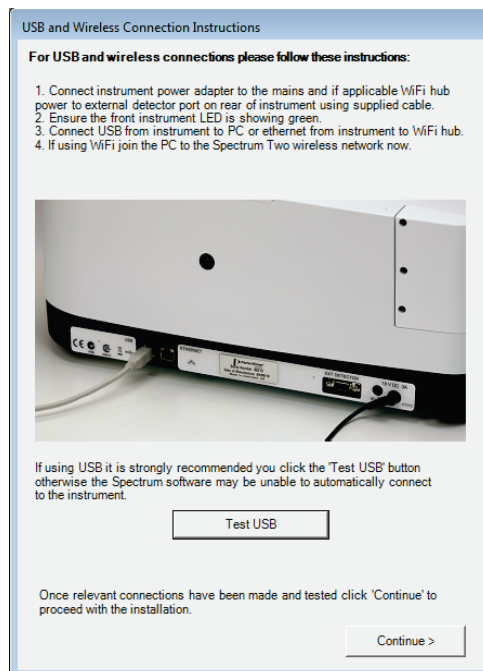 USB and Wireless Connection Instructions
For USB and wireless connections please follow these instructions:
1. Connect instrument power adapter to the mains and if applicable WiFi hub
power to external detector port on rear of instrument using supplied cable.
2. Ensure the front instrument LED is showing green.
3. Connect USB from instrument to PC or ethernet from instrument to WiFi hub.
4. If using WiFi join the PC to the Spectrum Two wireless network now.
USB
ETHERNET
EXT DETECTOR
CE
If using USB it is strongly recommended you click the 'Test USB' button
otherwise the Spectrum software may be unable to automatically connect
to the instrument.
Test USB
Once relevant connections have been made and tested click 'Continue' to
proceed with the installation.
Continue >